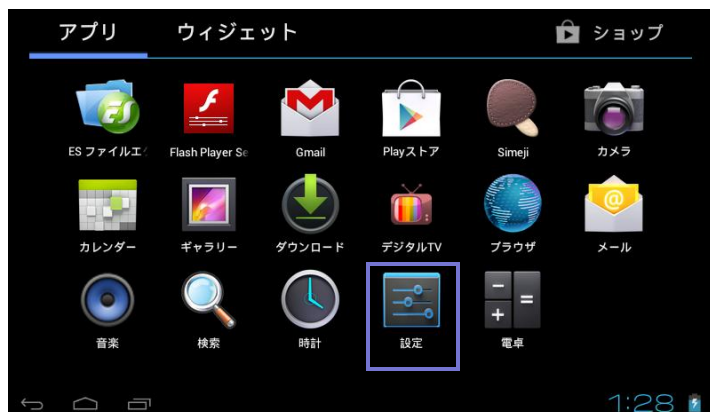 アプリ ウィジェット ショップ
ES ファイルエ Flash Player Se Gmail Playストア Simeji カメラ
カレンダー ギャラリー ダウンロード デジタルTV ブラウザ メール
音楽 検索 時計 設定 電卓
1:28